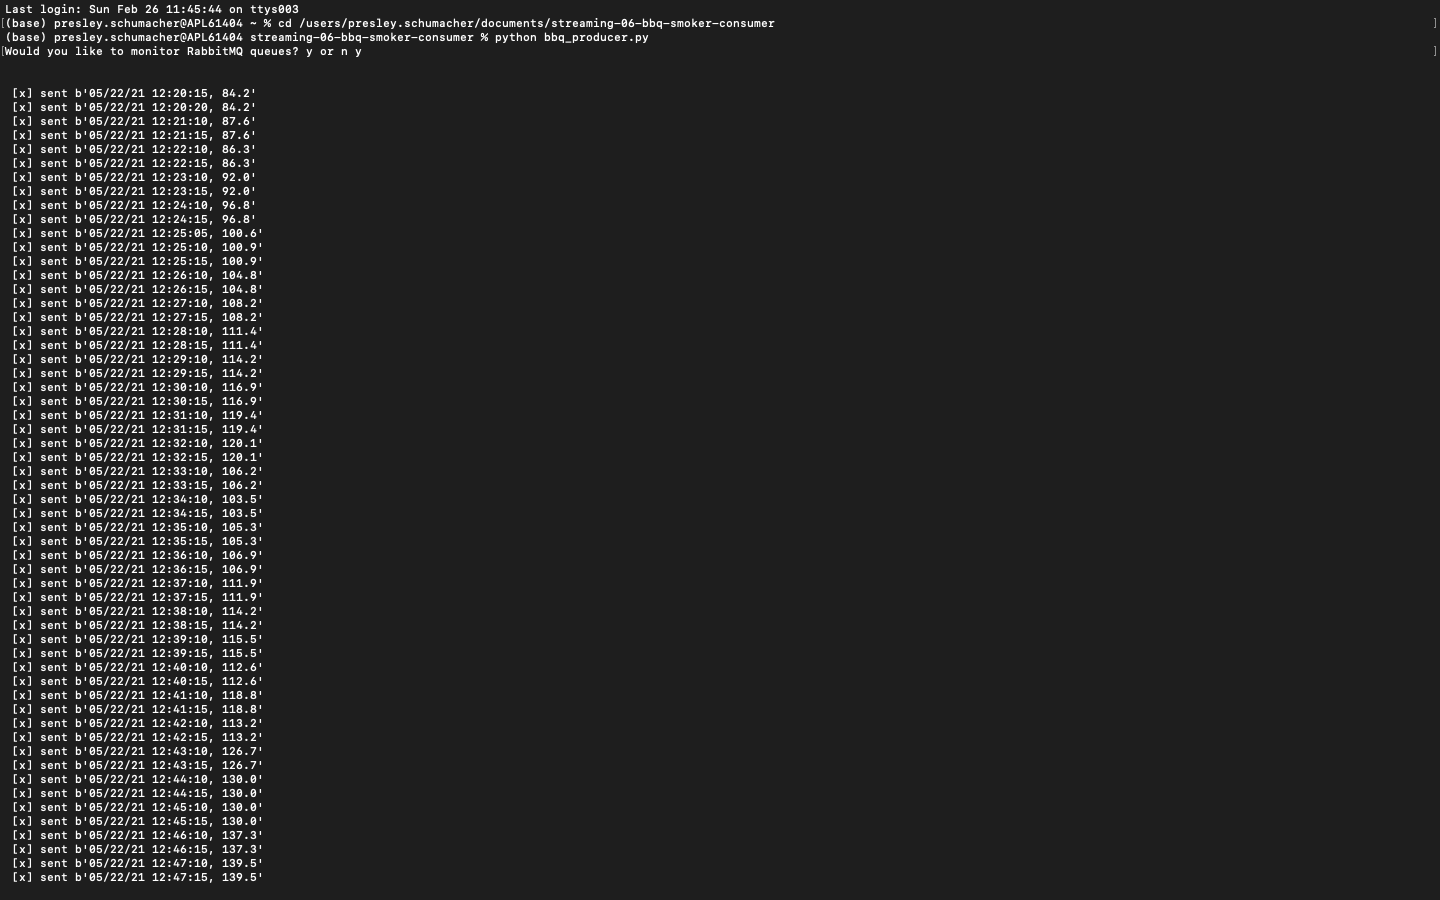 Last login: Sun Feb 26 11:45:44 on ttys003
[(base) presley.schumacher@APL61404 ~ % cd /users/presley.schumacher/documents/streaming-06-bbq-smoker-consumer ]
(base) presley.schumacher@APL61404 streaming-06-bbq-smoker-consumer % python bbq_producer.py
[Would you like to monitor RabbitMQ queues? y or n y ]
[x] sent b'05/22/21 12:20:15, 84.2'
[x] sent b'05/22/21 12:20:20, 84.2'
[x] sent b'05/22/21 12:21:10, 87.6'
[x] sent b'05/22/21 12:21:15, 87.6'
[x] sent b'05/22/21 12:22:10, 86.3'
[x] sent b'05/22/21 12:22:15, 86.3'
[x] sent b'05/22/21 12:23:10, 92.0'
[x] sent b'05/22/21 12:23:15, 92.0'
[x] sent b'05/22/21 12:24:10, 96.8'
[x] sent b'05/22/21 12:24:15, 96.8'
[x] sent b'05/22/21 12:25:05, 100.6'
[x] sent b'05/22/21 12:25:10, 100.9'
[x] sent b'05/22/21 12:25:15, 100.9'
[x] sent b'05/22/21 12:26:10, 104.8'
[x] sent b'05/22/21 12:26:15, 104.8'
[x] sent b'05/22/21 12:27:10, 108.2'
[x] sent b'05/22/21 12:27:15, 108.2'
[x] sent b'05/22/21 12:28:10, 111.4'
[x] sent b'05/22/21 12:28:15, 111.4'
[x] sent b'05/22/21 12:29:10, 114.2'
[x] sent b'05/22/21 12:29:15, 114.2'
[x] sent b'05/22/21 12:30:10, 116.9'
[x] sent b'05/22/21 12:30:15, 116.9'
[x] sent b'05/22/21 12:31:10, 119.4'
[x] sent b'05/22/21 12:31:15, 119.4'
[x] sent b'05/22/21 12:32:10, 120.1'
[x] sent b'05/22/21 12:32:15, 120.1'
[x] sent b'05/22/21 12:33:10, 106.2'
[x] sent b'05/22/21 12:33:15, 106.2'
[x] sent b'05/22/21 12:34:10, 103.5'
[x] sent b'05/22/21 12:34:15, 103.5'
[x] sent b'05/22/21 12:35:10, 105.3'
[x] sent b'05/22/21 12:35:15, 105.3'
[x] sent b'05/22/21 12:36:10, 106.9'
[x] sent b'05/22/21 12:36:15, 106.9'
[x] sent b'05/22/21 12:37:10, 111.9'
[x] sent b'05/22/21 12:37:15, 111.9'
[x] sent b'05/22/21 12:38:10, 114.2'
[x] sent b'05/22/21 12:38:15, 114.2'
[x] sent b'05/22/21 12:39:10, 115.5'
[x] sent b'05/22/21 12:39:15, 115.5'
[x] sent b'05/22/21 12:40:10, 112.6'
[x] sent b'05/22/21 12:40:15, 112.6'
[x] sent b'05/22/21 12:41:10, 118.8'
[x] sent b'05/22/21 12:41:15, 118.8'
[x] sent b'05/22/21 12:42:10, 113.2'
[x] sent b'05/22/21 12:42:15, 113.2'
[x] sent b'05/22/21 12:43:10, 126.7'
[x] sent b'05/22/21 12:43:15, 126.7'
[x] sent b'05/22/21 12:44:10, 130.0'
[x] sent b'05/22/21 12:44:15, 130.0'
[x] sent b'05/22/21 12:45:10, 130.0'
[x] sent b'05/22/21 12:45:15, 130.0'
[x] sent b'05/22/21 12:46:10, 137.3'
[x] sent b'05/22/21 12:46:15, 137.3'
[x] sent b'05/22/21 12:47:10, 139.5'
[x] sent b'05/22/21 12:47:15, 139.5'